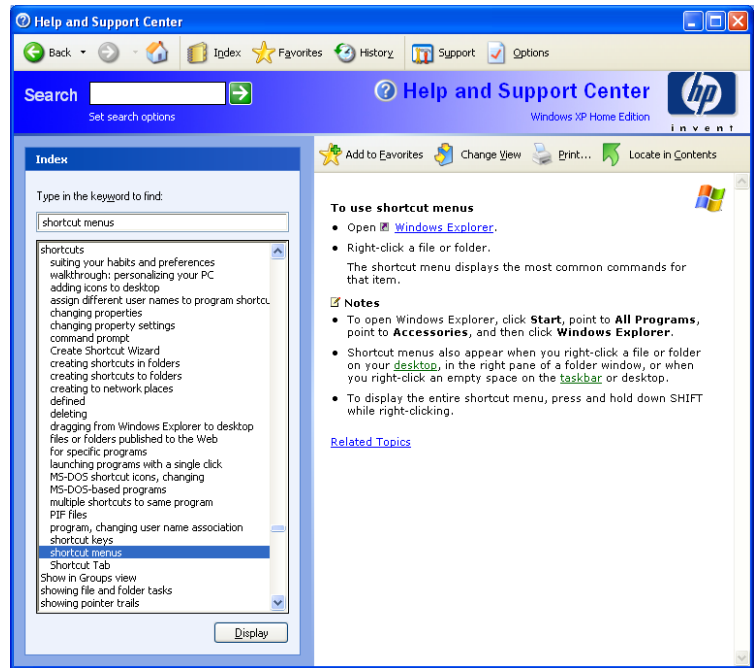 Help and Support Center
Back
Index
Favorites
History
Support
Options
Search
Set search options
Help and Support Center
Windows XP Home Edition
hp
invent
Index
Type in the keyword to find:
shortcut menus
shortcuts
suiting your habits and preferences
walkthrough: personalizing your PC
adding icons to desktop
assign different user names to program shortcu
changing properties
changing property settings
command prompt
Create Shortcut Wizard
creating shortcuts in folders
creating shortcuts to folders
creating to network places
defined
deleting
dragging from Windows Explorer to desktop
files or folders published to the Web
for specific programs
launching programs with a single click
MS-DOS shortcut icons, changing
MS-DOS-based programs
multiple shortcuts to same program
PIF files
program, changing user name association
shortcut keys
shortcut menus
Shortcut Tab
Show in Groups view
showing file and folder tasks
showing pointer trails
Display
Add to Favorites
Change View
Print...
Locate in Contents
To use shortcut menus
• Open Windows Explorer.
• Right-click a file or folder.
The shortcut menu displays the most common commands for
that item.
Notes
• To open Windows Explorer, click Start, point to All Programs,
point to Accessories, and then click Windows Explorer.
• Shortcut menus also appear when you right-click a file or folder
on your desktop, in the right pane of a folder window, or when
you right-click an empty space on the taskbar or desktop.
• To display the entire shortcut menu, press and hold down SHIFT
while right-clicking.
Related Topics